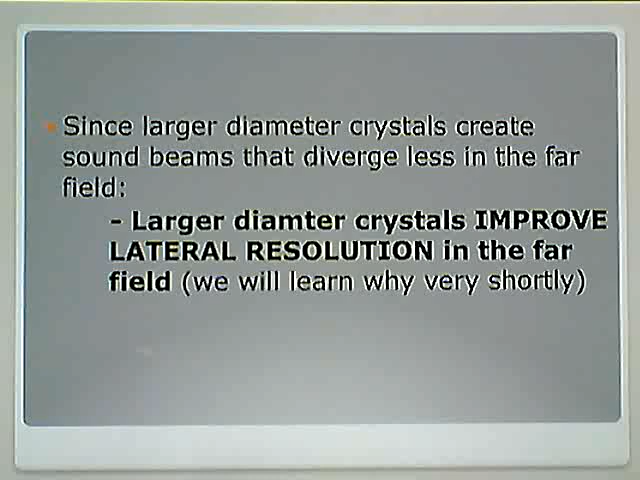 Since larger diameter crystals create
sound beams that diverge less in the far
field:
- Larger diamter crystals IMPROVE
LATERAL RESOLUTION in the far
field (we will learn why very shortly)